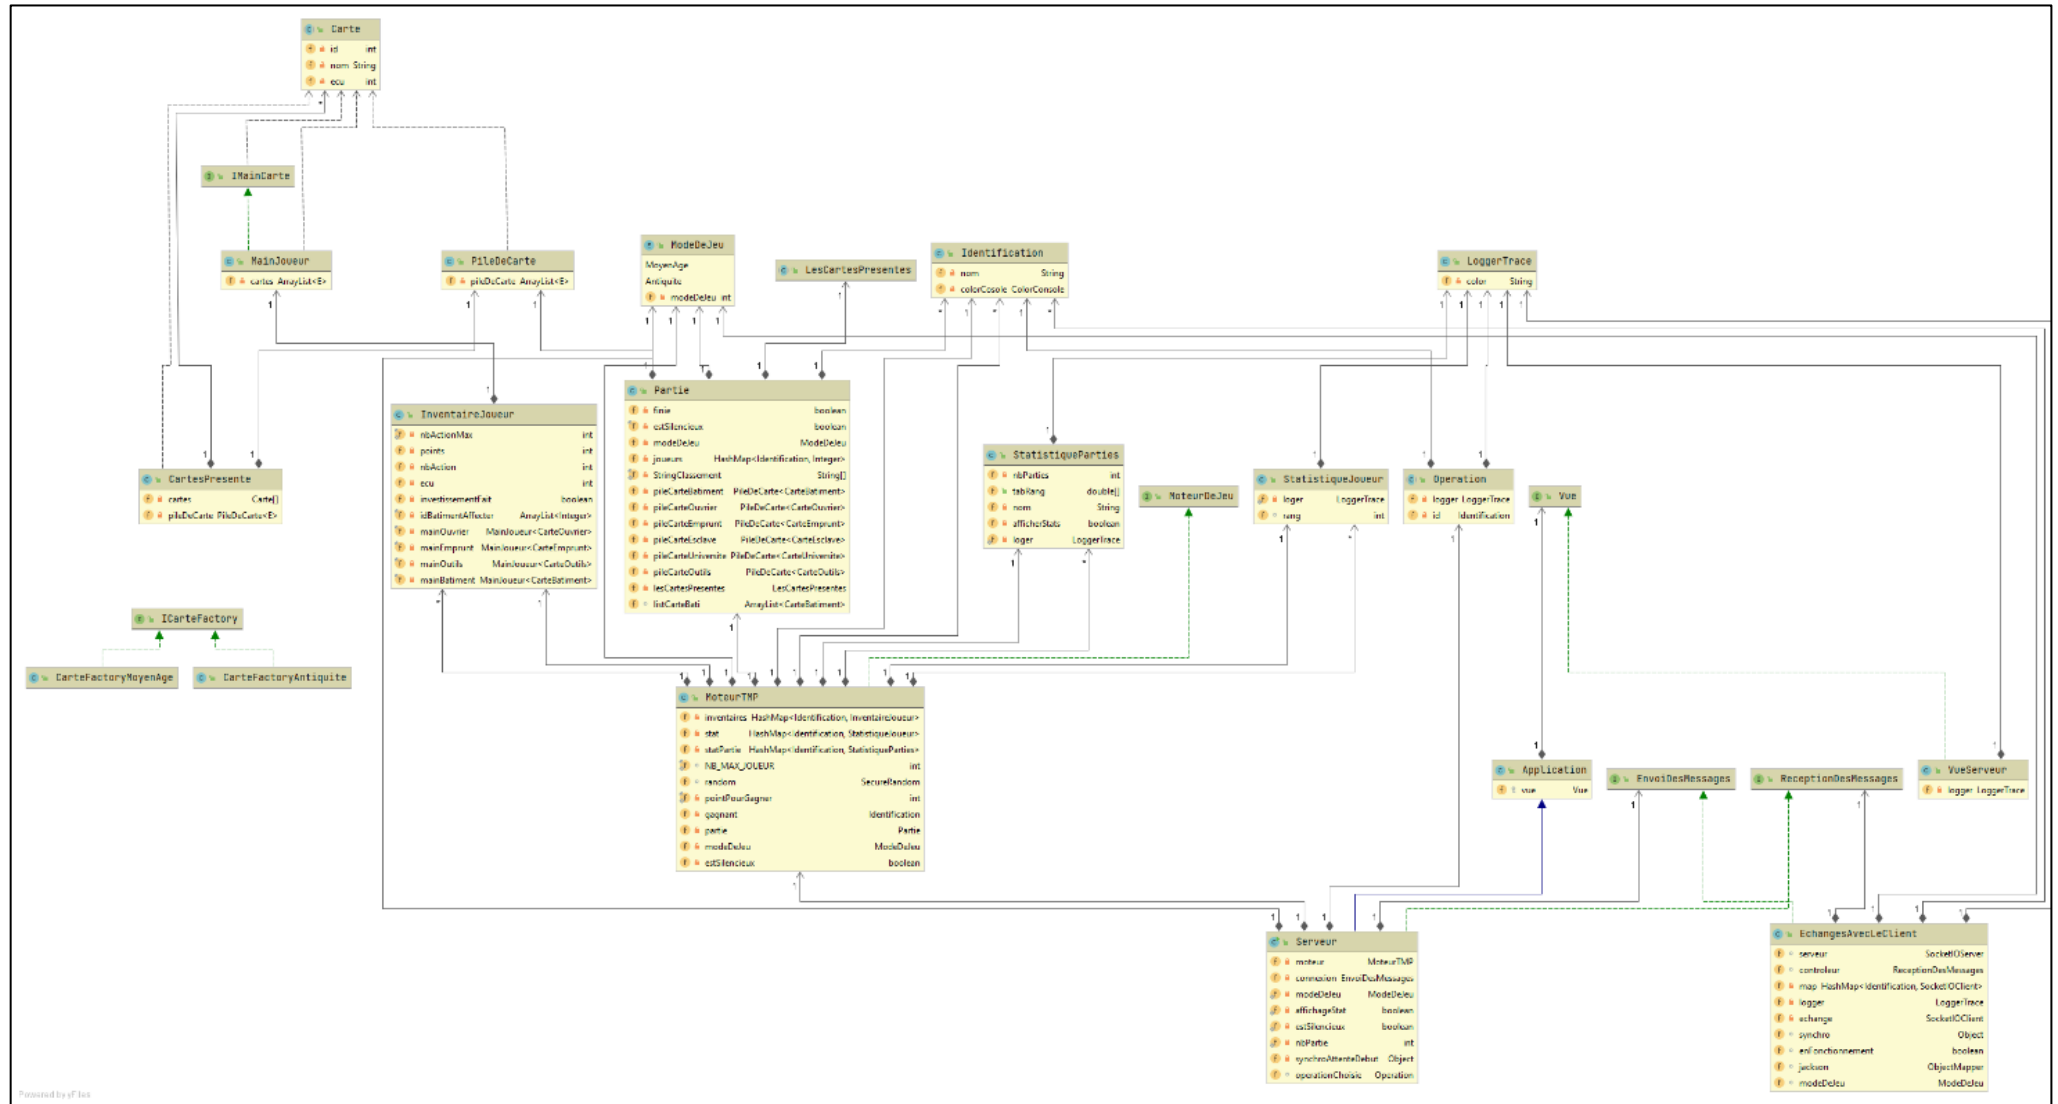 Carte
id int
nom String
ecu int
*
IMainCarte
MainJoueur
cartes ArrayList<E>
PileDeCarte
pileDeCarte ArrayList<E>
ModeDeJeu
MoyenAge
Antiquite
modeDeJeu int
LesCartesPresentes
Identification
nom String
colorCosole ColorConsole
LoggerTrace
color String
InventaireJoueur
nbActionMax int
points int
nbAction int
ecu int
investissementFait boolean
idBatimentAffecter ArrayList<Integer>
mainOuvrier MainJoueur<CarteOuvrier>
mainEmprunt MainJoueur<CarteEmprunt>
mainOutils MainJoueur<CarteOutils>
mainBatiment MainJoueur<CarteBatiment>
Partie
finie boolean
estSilencieux boolean
modeDeJeu ModeDeJeu
joueurs HashMap<Identification, Integer>
StringClassement String[]
pileCarteBatiment PileDeCarte<CarteBatiment>
pileCarteOuvrier PileDeCarte<CarteOuvrier>
pileCarteEmprunt PileDeCarte<CarteEmprunt>
pileCarteEsclave PileDeCarte<CarteEsclave>
pileCarteUniversite PileDeCarte<CarteUniversite>
pileCarteOutils PileDeCarte<CarteOutils>
lesCartesPresentes LesCartesPresentes
listCarteBati ArrayList<CarteBatiment>
CartesPresente
cartes Carte[]
pileDeCarte PileDeCarte<E>
StatistiqueParties
nbParties int
tabRang double[]
nom String
afficherStats boolean
loger LoggerTrace
MoteurDeJeu
StatistiqueJoueur
loger LoggerTrace
rang int
Operation
logger LoggerTrace
id Identification
Vue
ICarteFactory
CarteFactoryMoyenAge
CarteFactoryAntiquite
MoteurTMP
inventaires HashMap<Identification, InventaireJoueur>
stat HashMap<Identification, StatistiqueJoueur>
statPartie HashMap<Identification, StatistiqueParties>
NB_MAX_JOUEUR int
random SecureRandom
pointPourGagner int
gagnant Identification
partie Partie
modeDeJeu ModeDeJeu
estSilencieux boolean
Application
vue Vue
EnvoiDesMessages
ReceptionDesMessages
VueServeur
logger LoggerTrace
Serveur
moteur MoteurTMP
connexion EnvoiDesMessages
modeDeJeu ModeDeJeu
affichageStat boolean
estSilencieux boolean
nbPartie int
synchroAttenteDebut Object
operationChoisie Operation
EchangesAvecLeClient
serveur SocketIOServer
controleur ReceptionDesMessages
map HashMap<Identification, SocketIOClient>
logger LoggerTrace
echange SocketIOClient
synchro Object
enFonctionnement boolean
jackson ObjectMapper
modeDeJeu ModeDeJeu
Powered by yFiles